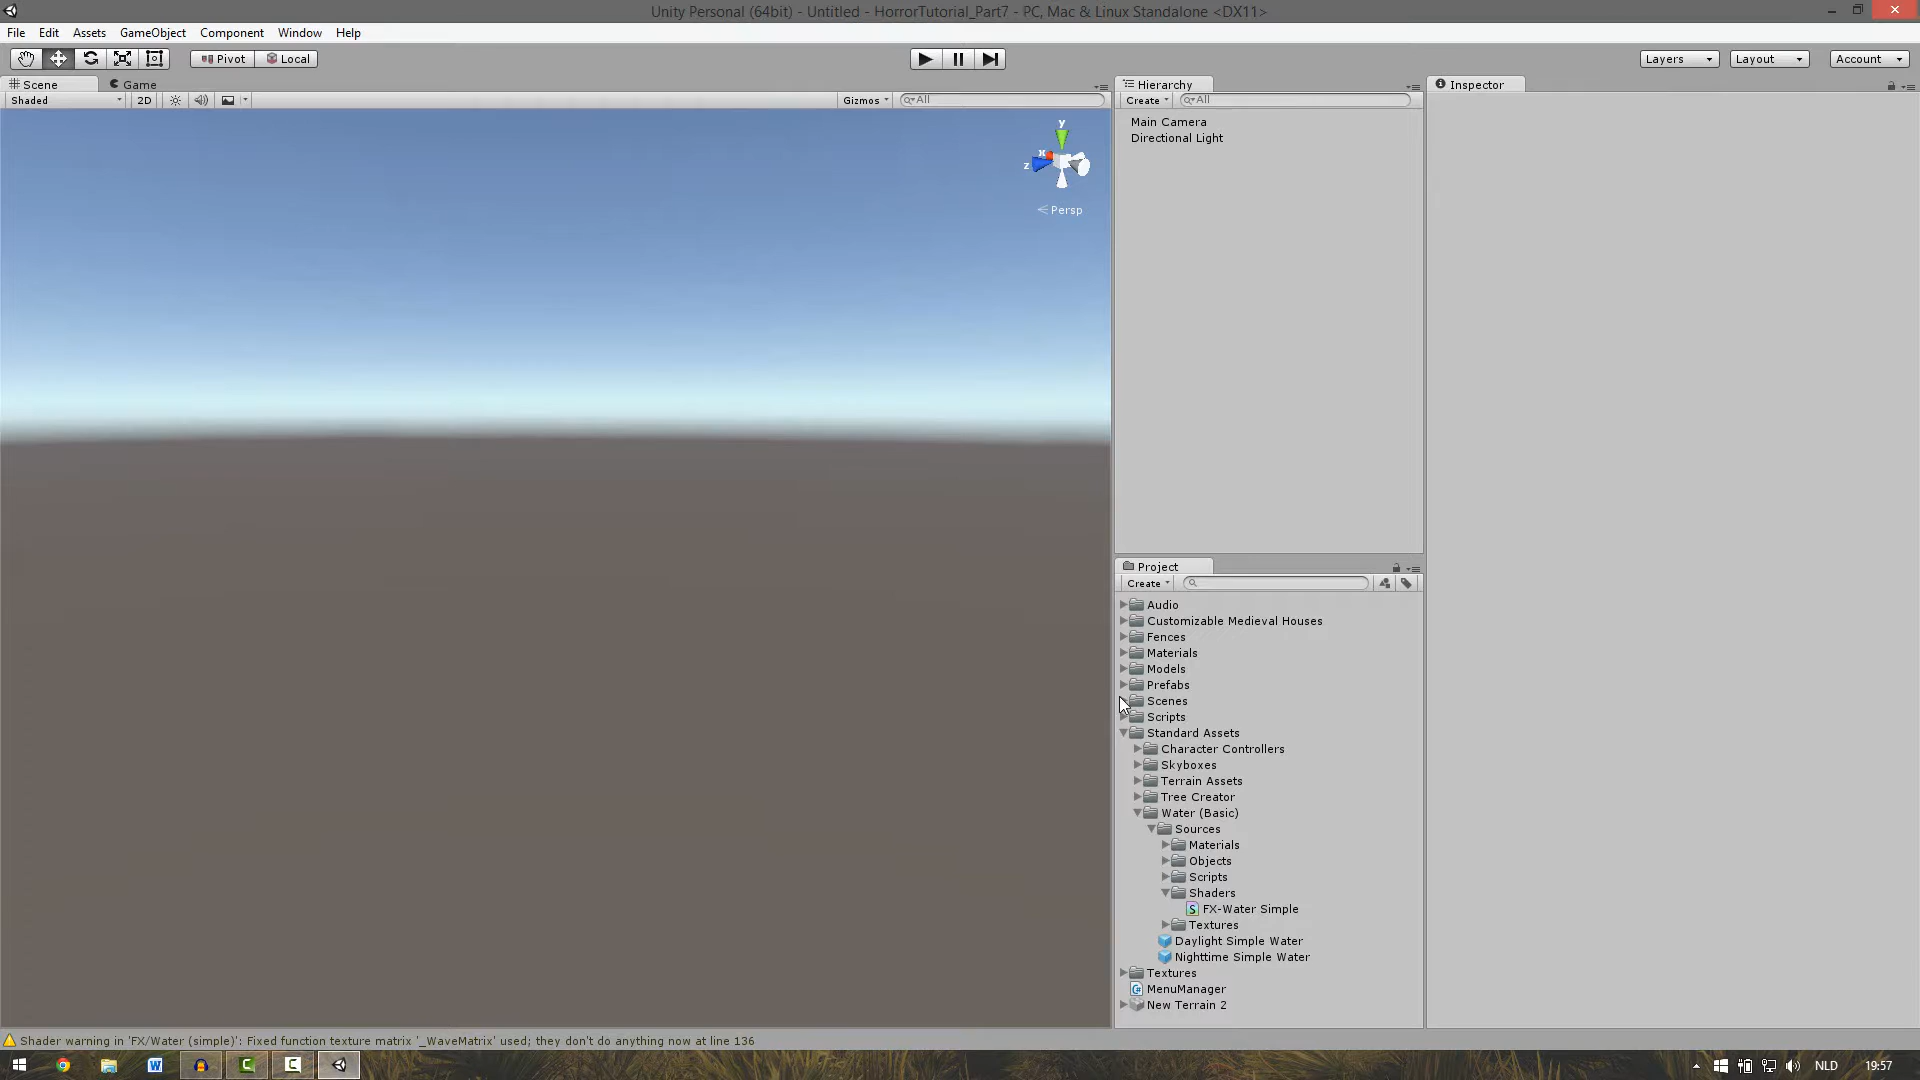 Unity Personal (64bit) - Untitled - HorrorTutorial_Part7 - PC, Mac & Linux Standalone <DX11>
File Edit Assets GameObject Component Window Help
Pivot Local Layers Layout Account
Scene Game
Shaded 2D Gizmos All
y
x
z
Persp
Hierarchy
Create All
Main Camera
Directional Light
Inspector
Project
Create
Audio
Customizable Medieval Houses
Fences
Materials
Models
Prefabs
Scenes
Scripts
Standard Assets
Character Controllers
Skyboxes
Terrain Assets
Tree Creator
Water (Basic)
Sources
Materials
Objects
Scripts
Shaders
FX-Water Simple
Textures
Daylight Simple Water
Nighttime Simple Water
Textures
MenuManager
New Terrain 2
Shader warning in 'FX/Water (simple)': Fixed function texture matrix '_WaveMatrix' used; they don't do anything now at line 136
NLD 19:57